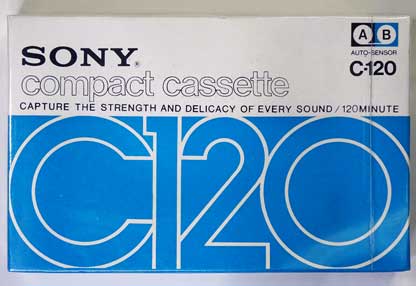 SONY®
A B
AUTO-SENSOR
C-120
compact cassette
CAPTURE THE STRENGTH AND DELICACY OF EVERY SOUND / 120MINUTE
C120